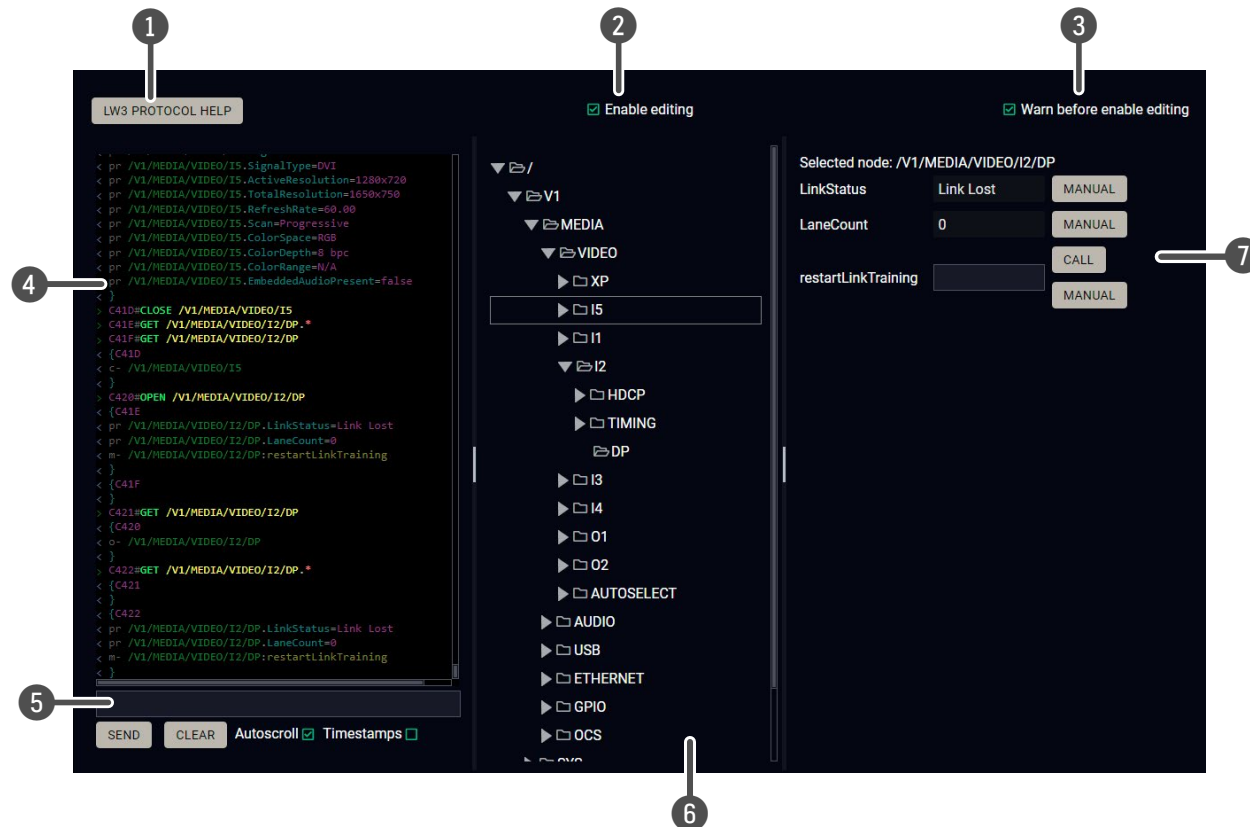 1
2
3
LW3 PROTOCOL HELP
Enable editing
Warn before enable editing
< pr /V1/MEDIA/VIDEO/I5.SignalType=DVI
< pr /V1/MEDIA/VIDEO/I5.ActiveResolution=1280x720
< pr /V1/MEDIA/VIDEO/I5.TotalResolution=1650x750
< pr /V1/MEDIA/VIDEO/I5.RefreshRate=60.00
< pr /V1/MEDIA/VIDEO/I5.Scan=Progressive
< pr /V1/MEDIA/VIDEO/I5.ColorSpace=RGB
< pr /V1/MEDIA/VIDEO/I5.ColorDepth=8 bpc
< pr /V1/MEDIA/VIDEO/I5.ColorRange=N/A
pr /V1/MEDIA/VIDEO/I5.EmbeddedAudioPresent=false
< }
> C41D#CLOSE /V1/MEDIA/VIDEO/I5
> C41E#GET /V1/MEDIA/VIDEO/I2/DP.*
> C41F#GET /V1/MEDIA/VIDEO/I2/DP
< {C41D
< c- /V1/MEDIA/VIDEO/I5
< }
> C420#OPEN /V1/MEDIA/VIDEO/I2/DP
< {C41E
< pr /V1/MEDIA/VIDEO/I2/DP.LinkStatus=Link Lost
< pr /V1/MEDIA/VIDEO/I2/DP.LaneCount=0
< m- /V1/MEDIA/VIDEO/I2/DP:restartLinkTraining
< }
< {C41F
< }
> C421#GET /V1/MEDIA/VIDEO/I2/DP
< {C420
< o- /V1/MEDIA/VIDEO/I2/DP
< }
> C422#GET /V1/MEDIA/VIDEO/I2/DP.*
< {C421
< }
< {C422
< pr /V1/MEDIA/VIDEO/I2/DP.LinkStatus=Link Lost
< pr /V1/MEDIA/VIDEO/I2/DP.LaneCount=0
< m- /V1/MEDIA/VIDEO/I2/DP:restartLinkTraining
< }
4
5
SEND CLEAR Autoscroll Timestamps
/
V1
MEDIA
VIDEO
XP
I5
I1
I2
HDCP
TIMING
DP
I3
I4
O1
O2
AUTOSELECT
AUDIO
USB
ETHERNET
GPIO
OCS
6
Selected node: /V1/MEDIA/VIDEO/I2/DP
LinkStatus Link Lost MANUAL
LaneCount 0 MANUAL
CALL
restartLinkTraining
MANUAL
7